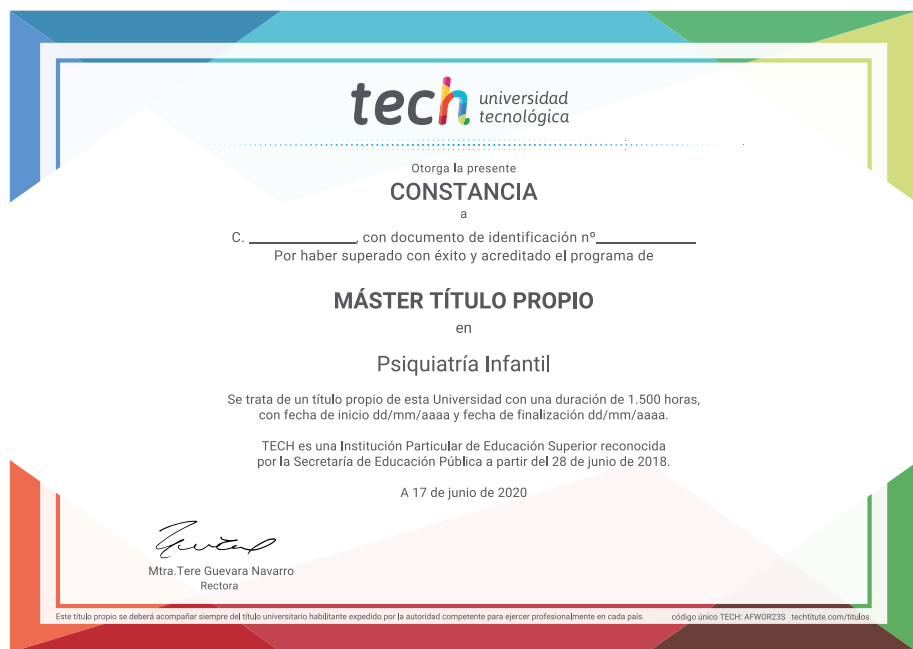 tech universidad
tecnológica
Otorga la presente
CONSTANCIA
a
C. ______________, con documento de identificación nº_____________
Por haber superado con éxito y acreditado el programa de
MÁSTER TÍTULO PROPIO
en
Psiquiatría Infantil
Se trata de un título propio de esta Universidad con una duración de 1.500 horas,
con fecha de inicio dd/mm/aaaa y fecha de finalización dd/mm/aaaa.
TECH es una Institución Particular de Educación Superior reconocida
por la Secretaría de Educación Pública a partir del 28 de junio de 2018.
A 17 de junio de 2020
Mtra.Tere Guevara Navarro
Rectora
Este título propio se deberá acompañar siempre del título universitario habilitante expedido por la autoridad competente para ejercer profesionalmente en cada país. código único TECH: AFWOR23S techtitute.com/titulos